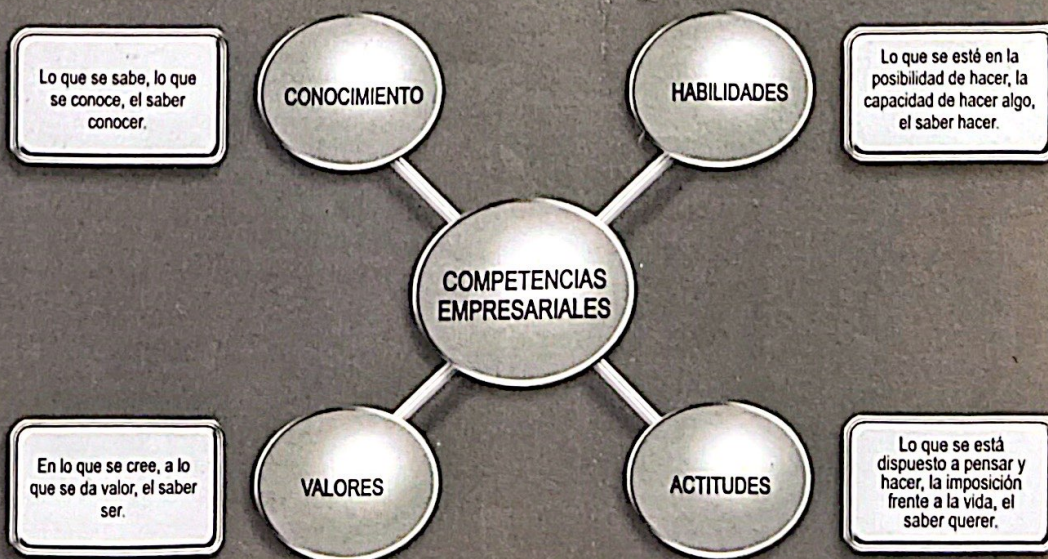 Lo que se sabe, lo que
se conoce, el saber
conocer.
CONOCIMIENTO
HABILIDADES
Lo que se esté en la
posibilidad de hacer, la
capacidad de hacer algo,
el saber hacer.
COMPETENCIAS
EMPRESARIALES
En lo que se cree, a lo
que se da valor, el saber
ser.
VALORES
ACTITUDES
Lo que se está
dispuesto a pensar y
hacer, la imposición
frente a la vida, el
saber querer.